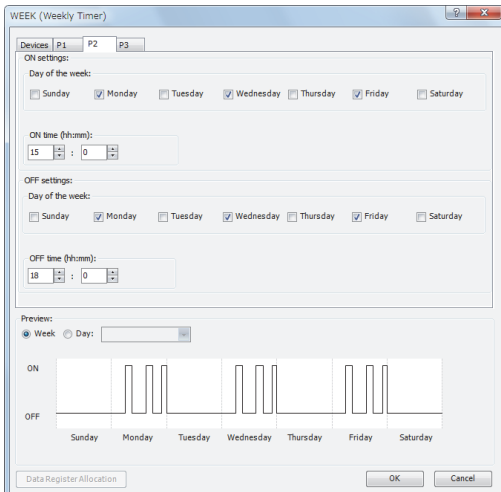 WEEK (Weekly Timer)
Devices P1 P2 P3
ON settings:
Day of the week:
Sunday Monday Tuesday Wednesday Thursday Friday Saturday
ON time (hh:mm):
15 : 0
OFF settings:
Day of the week:
Sunday Monday Tuesday Wednesday Thursday Friday Saturday
OFF time (hh:mm):
18 : 0
Preview:
Week Day:
ON
OFF
Sunday Monday Tuesday Wednesday Thursday Friday Saturday
Data Register Allocation OK Cancel